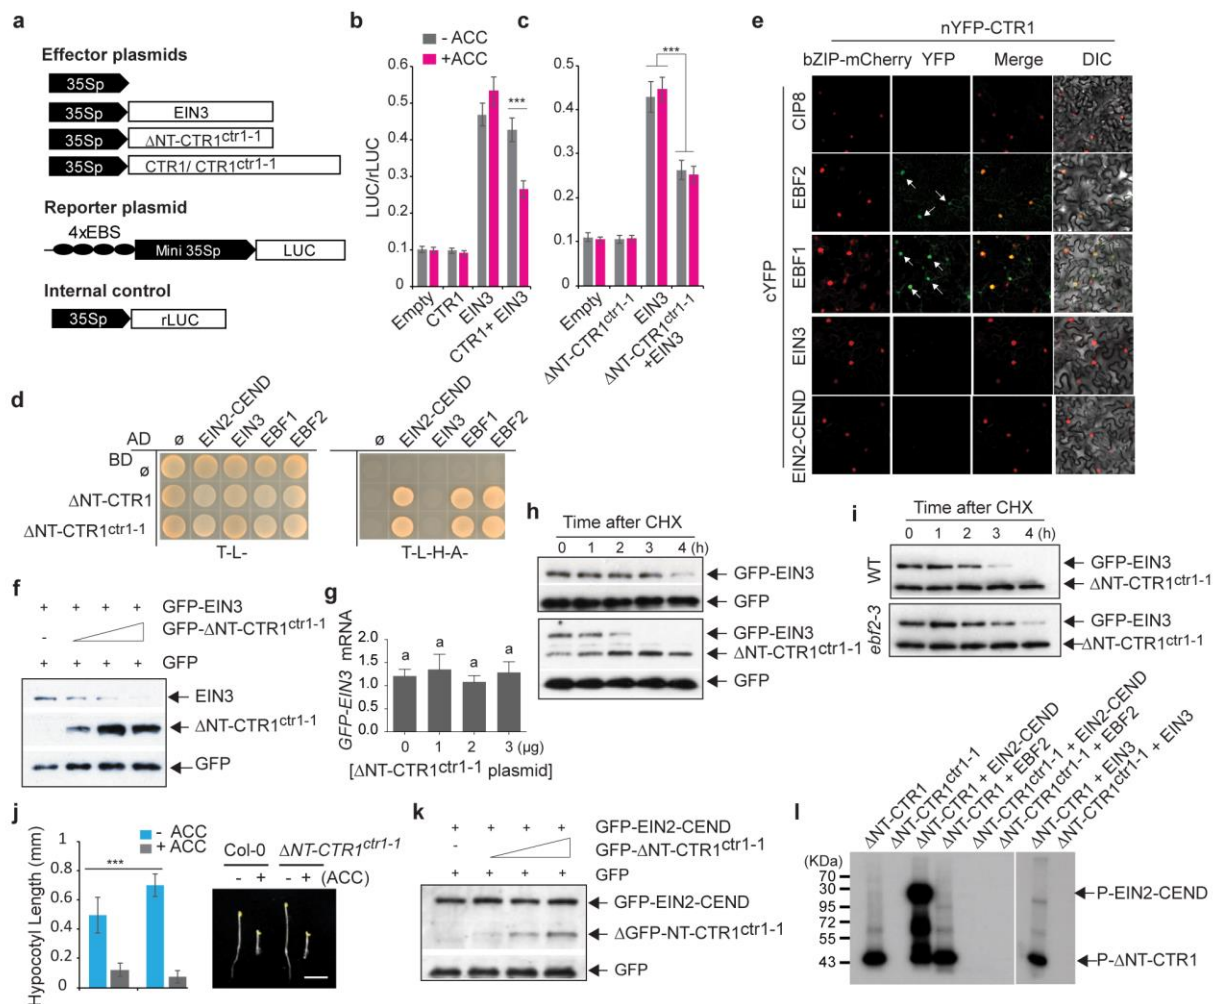 a
Effector plasmids
35Sp
35Sp EIN3
35Sp ΔNT-CTR1ctr1-1
35Sp CTR1/ CTR1ctr1-1
Reporter plasmid
4xEBS
Mini 35Sp LUC
Internal control
35Sp rLUC
b
- ACC
+ACC
LUC/rLUC
0.6
0.5
0.4
0.3
0.2
0.1
0
***
Empty
CTR1
EIN3
CTR1+ EIN3
c
***
0.5
0.4
0.3
0.2
0.1
0
Empty
ΔNT-CTR1ctr1-1
EIN3
ΔNT-CTR1ctr1-1
+EIN3
d
AD ø EIN2-CEND EIN3 EBF1 EBF2
BD
ø
ΔNT-CTR1
ΔNT-CTR1ctr1-1
T-L-
ø EIN2-CEND EIN3 EBF1 EBF2
T-L-H-A-
e
nYFP-CTR1
bZIP-mCherry YFP Merge DIC
cYFP
CIP8
EBF2
EBF1
EIN3
EIN2-CEND
f
+ + + + GFP-EIN3
- GFP-ΔNT-CTR1ctr1-1
+ + + + GFP
EIN3
ΔNT-CTR1ctr1-1
GFP
g
GFP-EIN3 mRNA
2.0
1.5
1.0
0.5
0.0
a a a a
0 1 2 3 (μg)
[ΔNT-CTR1ctr1-1 plasmid]
h
Time after CHX
0 1 2 3 4 (h)
GFP-EIN3
GFP
GFP-EIN3
ΔNT-CTR1ctr1-1
GFP
i
Time after CHX
0 1 2 3 4 (h)
WT
GFP-EIN3
ΔNT-CTR1ctr1-1
ebf2-3
GFP-EIN3
ΔNT-CTR1ctr1-1
j
Hypocotyl Length (mm)
- ACC
+ ACC
1
0.8
0.6
0.4
0.2
0
***
Col-0 ΔNT-CTR1ctr1-1
- + - + (ACC)
k
+ + + + GFP-EIN2-CEND
- GFP-ΔNT-CTR1ctr1-1
+ + + + GFP
GFP-EIN2-CEND
ΔGFP-NT-CTR1ctr1-1
GFP
l
ΔNT-CTR1
ΔNT-CTR1ctr1-1
ΔNT-CTR1 + EIN2-CEND
ΔNT-CTR1 + EBF2
ΔNT-CTR1ctr1-1 + EIN2-CEND
ΔNT-CTR1ctr1-1 + EBF2
ΔNT-CTR1 + EIN3
ΔNT-CTR1ctr1-1 + EIN3
(KDa)
70
30
95
72
55
43
P-EIN2-CEND
P-ΔNT-CTR1